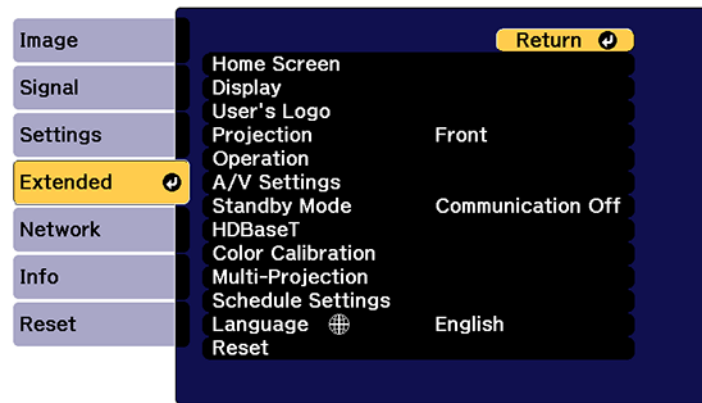 Image
Signal
Settings
Extended
Network
Info
Reset
Return
Home Screen
Display
User's Logo
Projection Front
Operation
A/V Settings
Standby Mode Communication Off
HDBaseT
Color Calibration
Multi-Projection
Schedule Settings
Language English
Reset